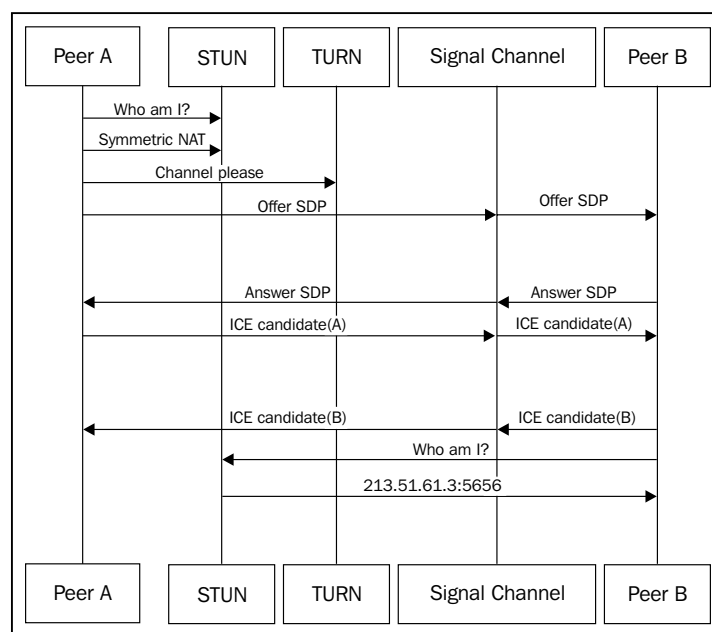 Peer A
STUN
TURN
Signal Channel
Peer B
Who am I?
Symmetric NAT
Channel please
Offer SDP
Offer SDP
Answer SDP
Answer SDP
ICE candidate(A)
ICE candidate(A)
ICE candidate(B)
ICE candidate(B)
Who am I?
213.51.61.3:5656
Peer A
STUN
TURN
Signal Channel
Peer B